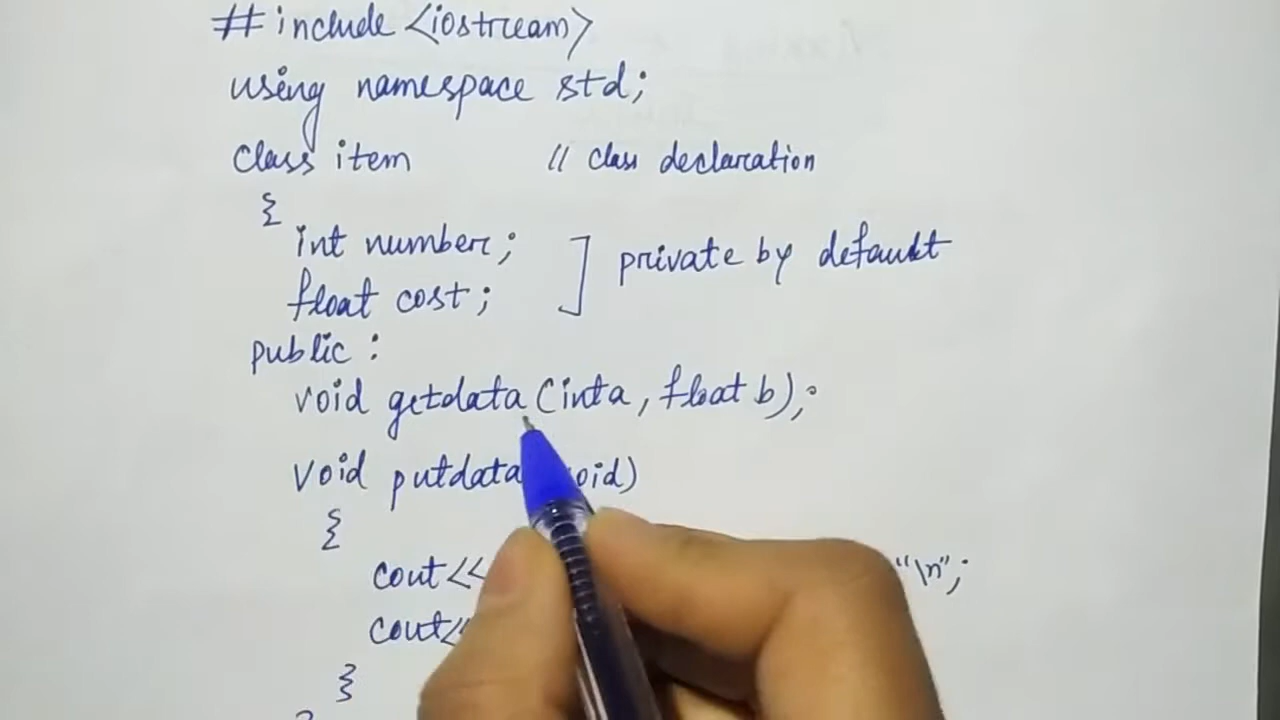 #include <iostream>
using namespace std;
class item // class declaration
{
int number;
float cost; ] private by default
public:
void getdata (int a, float b);
void putdata void)
{
cout<< "\n";
cout<<
}